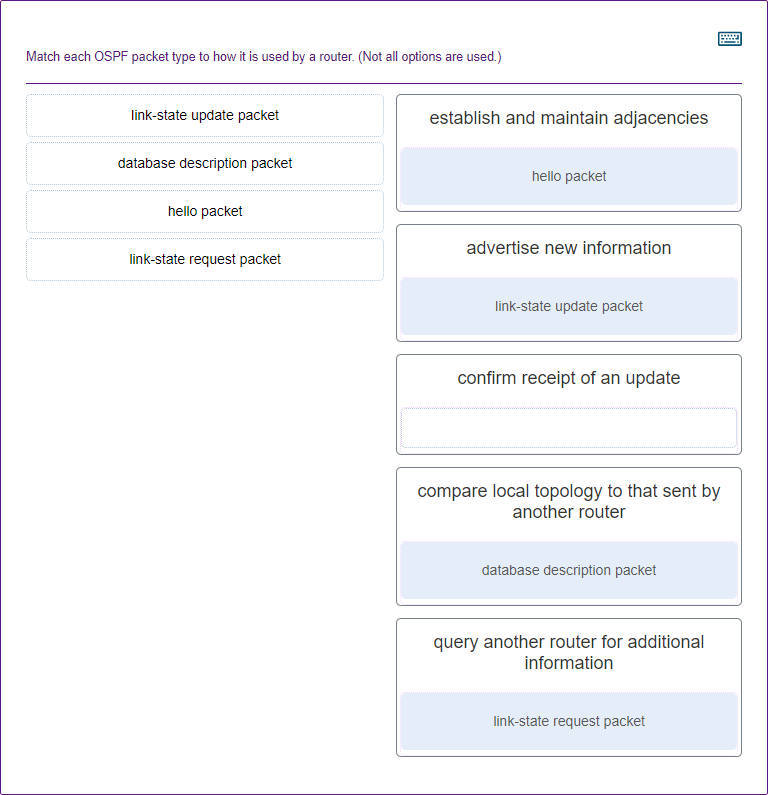 Match each OSPF packet type to how it is used by a router. (Not all options are used.)
link-state update packet
database description packet
hello packet
link-state request packet
establish and maintain adjacencies
hello packet
advertise new information
link-state update packet
confirm receipt of an update
compare local topology to that sent by
another router
database description packet
query another router for additional
information
link-state request packet